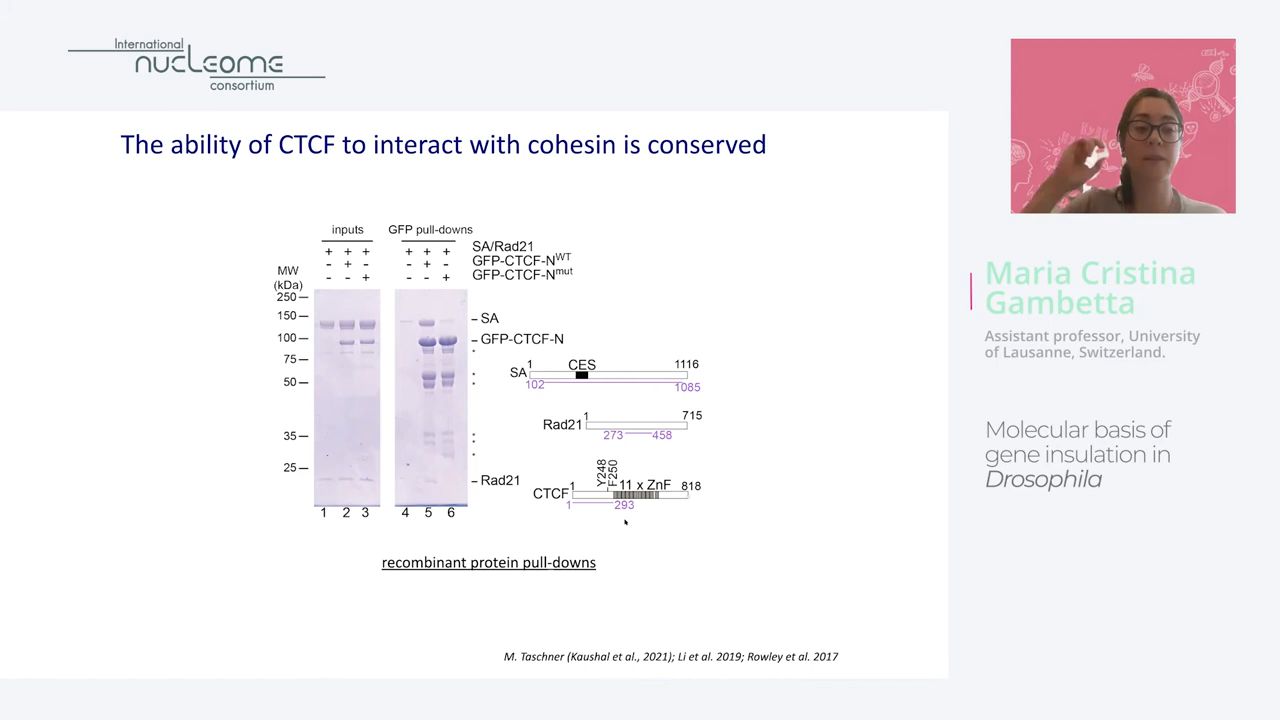 International
nucleome
consortium
The ability of CTCF to interact with cohesin is conserved
inputs GFP pull-downs
+ + + + + + SA/Rad21
- + - - + - GFP-CTCF-N^WT
- - + - - + GFP-CTCF-N^mut
MW
(kDa)
250
150
100
75
50
35
25
SA
GFP-CTCF-N
*
*
*
*
*
*
Rad21
1 2 3 4 5 6
1 CES 1116
SA
102 1085
1 715
Rad21
273 458
Y248
F250
1 11 x ZnF 818
CTCF
1 293
recombinant protein pull-downs
M. Taschner (Kaushal et al., 2021); Li et al. 2019; Rowley et al. 2017
Maria Cristina
Gambetta
Assistant professor, University
of Lausanne, Switzerland.
Molecular basis of
gene insulation in
Drosophila